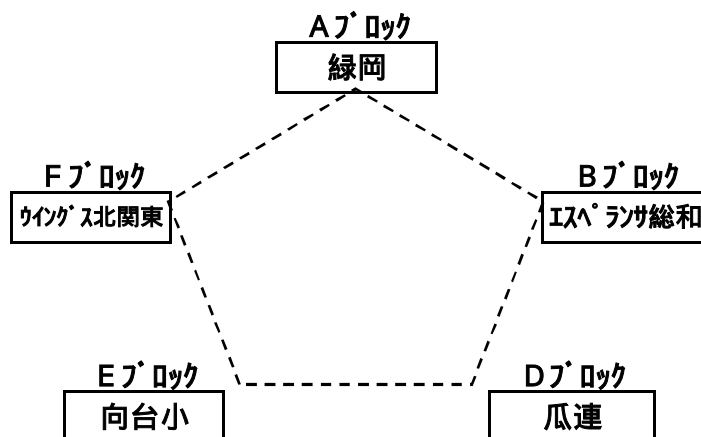 Aブロック
緑岡
Fブロック
ウイングス北関東
Bブロック
エスペランサ総和
Eブロック
向台小
Dブロック
瓜連